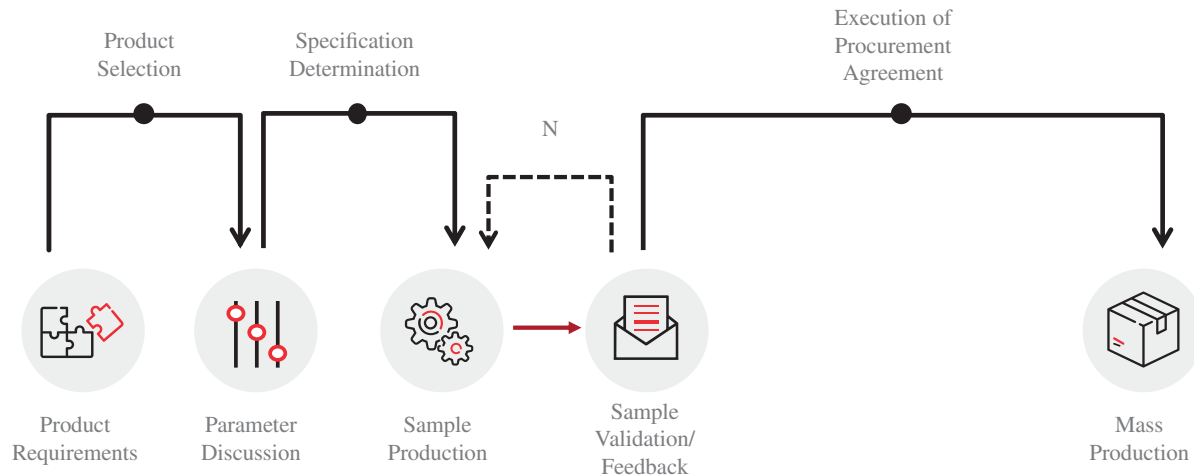 Product
Selection
Specification
Determination
Execution of
Procurement
Agreement
N
Product
Requirements
Parameter
Discussion
Sample
Production
Sample
Validation/
Feedback
Mass
Production